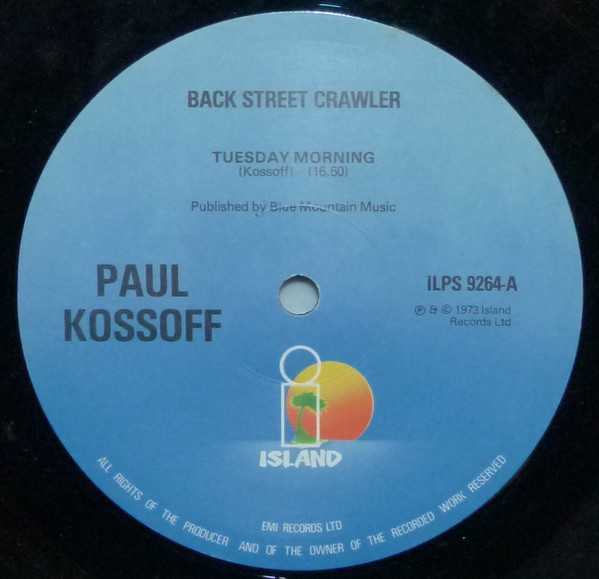 BACK STREET CRAWLER
TUESDAY MORNING
(Kossoff) (16.50)
Published by Blue Mountain Music
PAUL
KOSSOFF
ILPS 9264-A
℗ & © 1973 Island
Records Ltd
ISLAND
EMI RECORDS LTD
ALL RIGHTS OF THE PRODUCER AND OF THE OWNER OF THE RECORDED WORK RESERVED